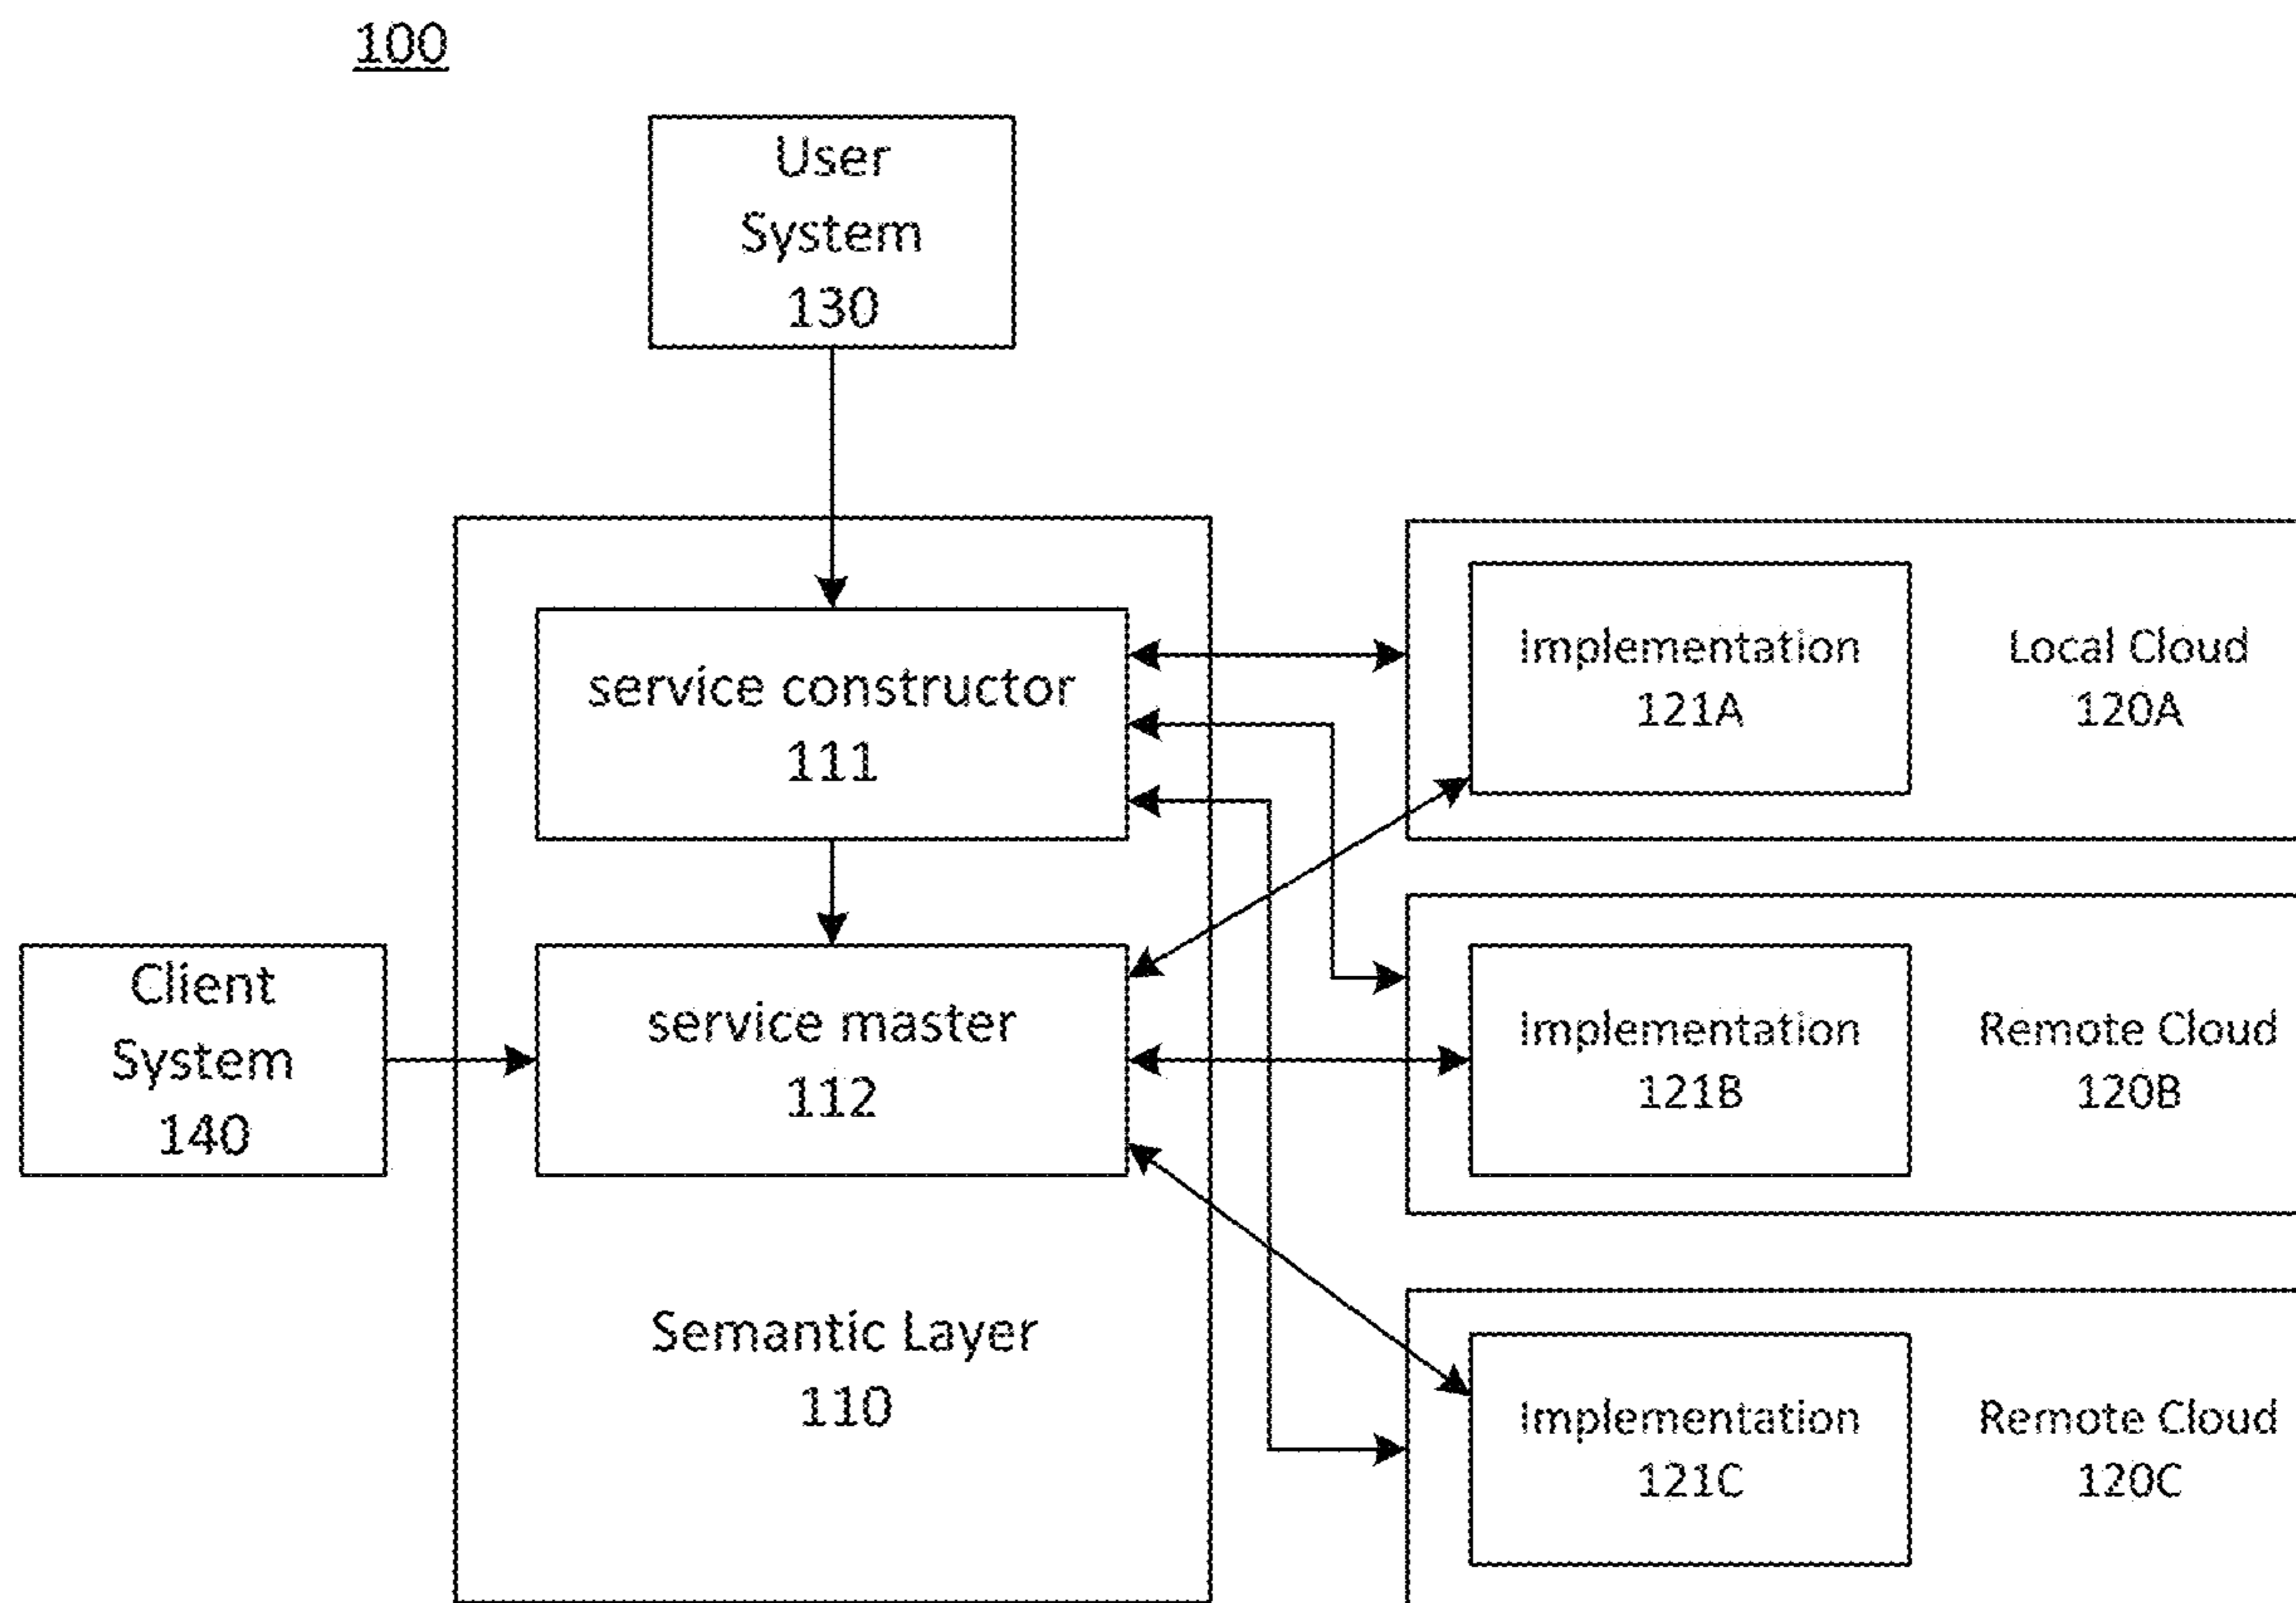 100
User
System
130
service constructor
111
Implementation
121A
Local Cloud
120A
Client
System
140
service master
112
Implementation
121B
Remote Cloud
120B
Semantic Layer
110
Implementation
121C
Remote Cloud
120C